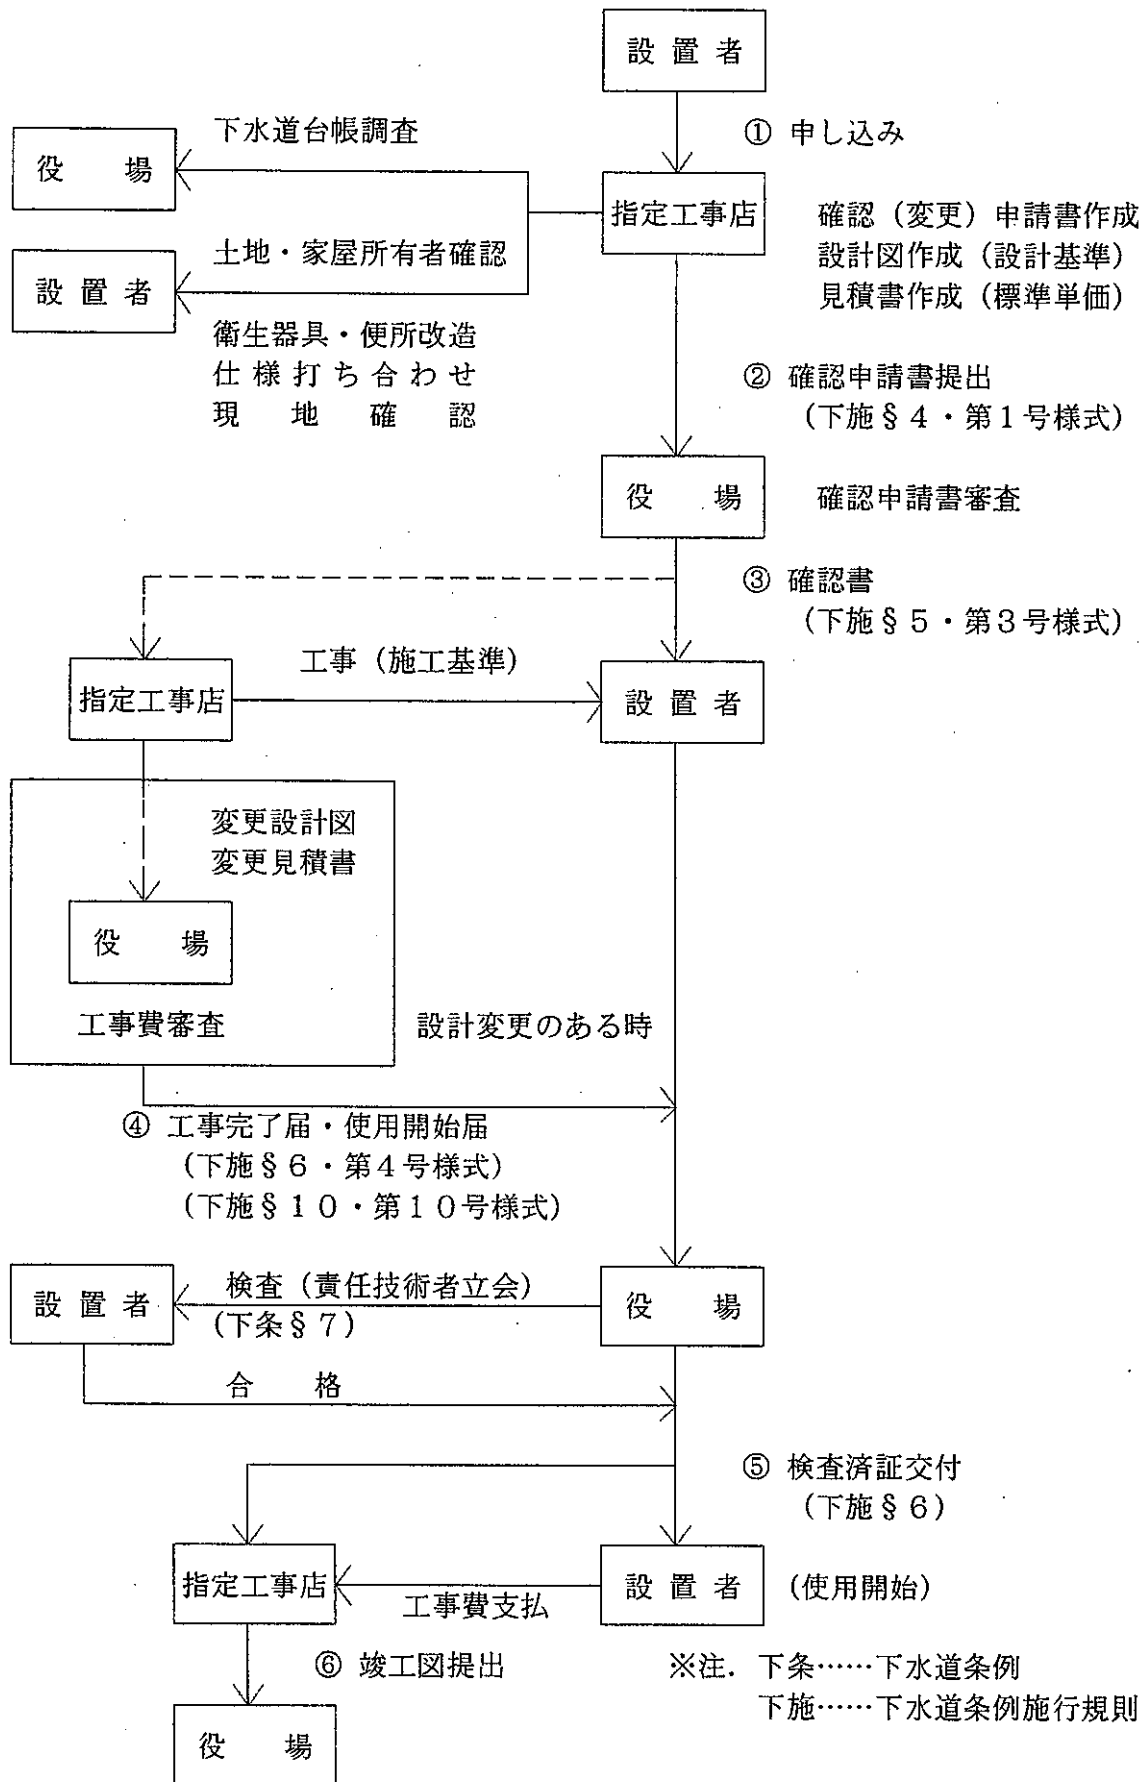 設置者
① 申し込み
下水道台帳調査
役　場
指定工事店
確認（変更）申請書作成
設計図作成（設計基準）
見積書作成（標準単価）
土地・家屋所有者確認
設置者
衛生器具・便所改造
仕様打ち合わせ
現地確認
② 確認申請書提出
（下施§４・第１号様式）
役　場
確認申請書審査
③ 確認書
（下施§５・第３号様式）
指定工事店
工事（施工基準）
設置者
変更設計図
変更見積書
役　場
工事費審査
設計変更のある時
④ 工事完了届・使用開始届
（下施§６・第４号様式）
（下施§１０・第１０号様式）
設置者
検査（責任技術者立会）
（下条§７）
役　場
合　格
⑤ 検査済証交付
（下施§６）
指定工事店
工事費支払
設置者
（使用開始）
⑥ 竣工図提出
役　場
※注．下条……下水道条例
下施……下水道条例施行規則